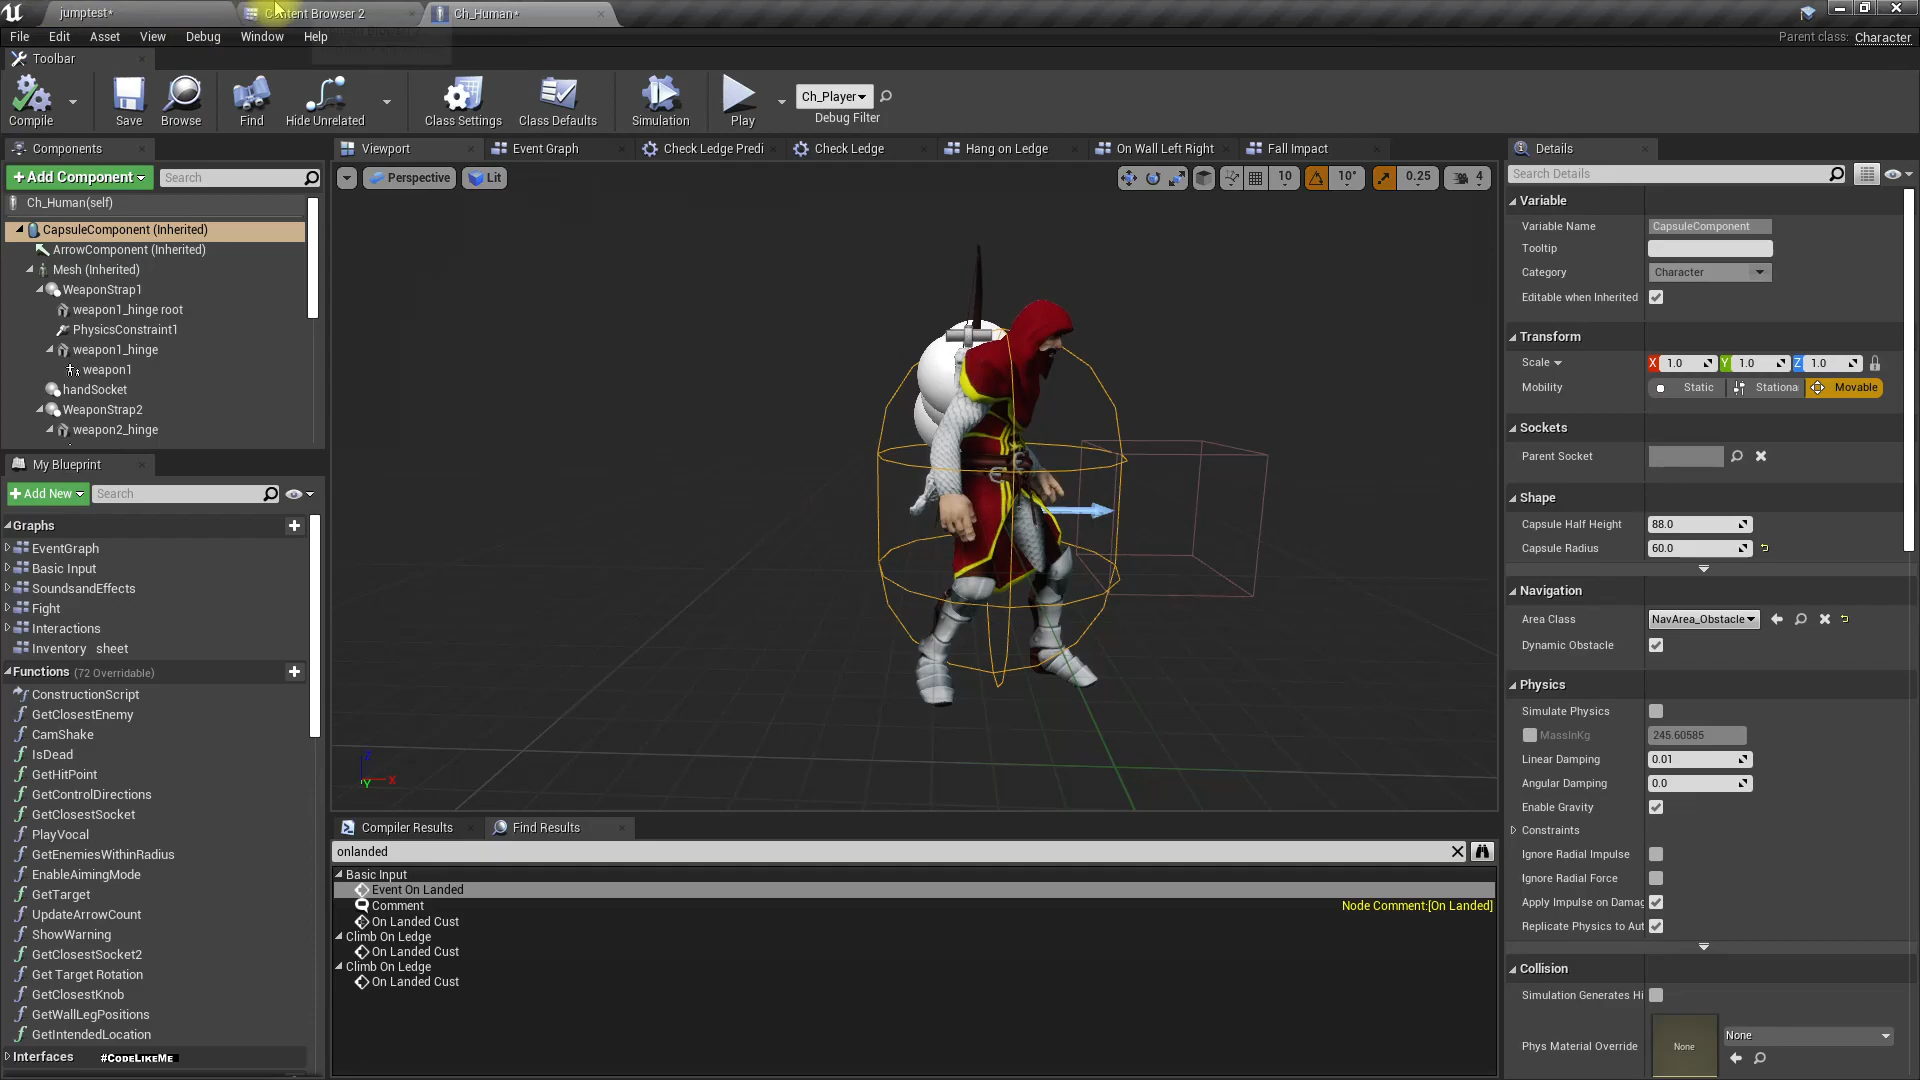 jumptest*
Content Browser 2
Ch_Human*
File Edit Asset View Debug Window Help
Parent class: Character
Toolbar
Compile Save Browse Find Hide Unrelated Class Settings Class Defaults Simulation Play
Ch_Player
Debug Filter
Components
+Add Component
Search
Ch_Human(self)
CapsuleComponent (Inherited)
ArrowComponent (Inherited)
Mesh (Inherited)
WeaponStrap1
weapon1_hinge root
PhysicsConstraint1
weapon1_hinge
weapon1
handSocket
WeaponStrap2
weapon2_hinge
My Blueprint
+Add New
Search
Graphs
EventGraph
Basic Input
SoundsandEffects
Fight
Interactions
Inventory sheet
Functions (72 Overridable)
ConstructionScript
GetClosestEnemy
CamShake
IsDead
GetHitPoint
GetControlDirections
GetClosestSocket
PlayVocal
GetEnemiesWithinRadius
EnableAimingMode
GetTarget
UpdateArrowCount
ShowWarning
GetClosestSocket2
Get Target Rotation
GetClosestKnob
GetWallLegPositions
GetIntendedLocation
Interfaces
#CodeLikeMe
Viewport Event Graph Check Ledge Predi Check Ledge Hang on Ledge On Wall Left Right Fall Impact
Perspective Lit
10 10° 0.25 4
Z
X
Y
Compiler Results Find Results
onlanded
Basic Input
Event On Landed
Comment Node Comment:[On Landed]
On Landed Cust
Climb On Ledge
On Landed Cust
Climb On Ledge
On Landed Cust
Details
Search Details
Variable
Variable Name CapsuleComponent
Tooltip
Category Character
Editable when Inherited
Transform
Scale X 1.0 Y 1.0 Z 1.0
Mobility Static Stationa Movable
Sockets
Parent Socket
Shape
Capsule Half Height 88.0
Capsule Radius 60.0
Navigation
Area Class NavArea_Obstacle
Dynamic Obstacle
Physics
Simulate Physics
MassInKg 245.60585
Linear Damping 0.01
Angular Damping 0.0
Enable Gravity
Constraints
Ignore Radial Impulse
Ignore Radial Force
Apply Impulse on Damag
Replicate Physics to Aut
Collision
Simulation Generates Hi
Phys Material Override None None